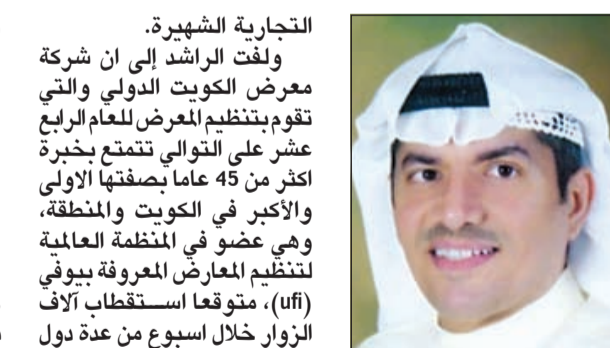 التجارية الشهيرة.
ولفت الراشد إلى ان شركة
معرض الكويت الدولي والتي
تقوم بتنظيم المعرض للعام الرابع
عشر على التوالي تتمتع بخبرة
اكثر من 45 عاما بصفتها الاولى
والأكبر في الكويت والمنطقة،
وهي عضو في المنظمة العالمية
لتنظيم المعارض المعروفة بيوفي
(ufi)، متوقعا استقطاب آلاف
الزوار خلال اسبوع من عدة دول